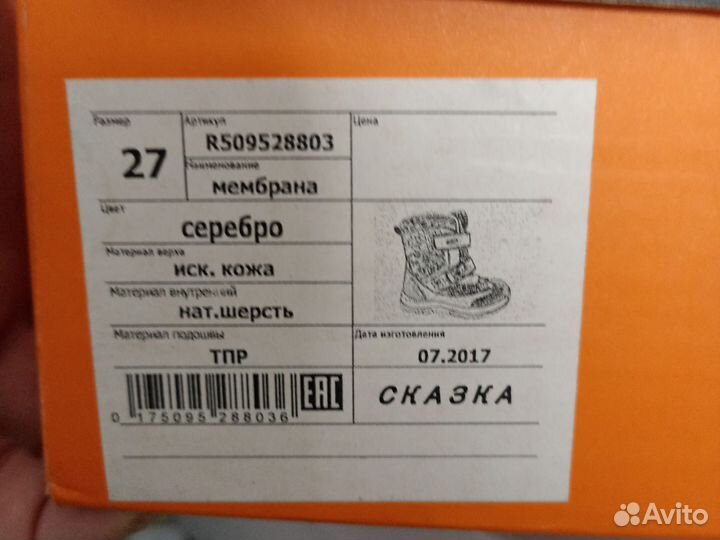 Размер
Артикул
Цена
27
R509528803
Наименование
мембрана
Цвет
серебро
Материал верха
иск. кожа
Материал внутренний
нат.шерсть
Материал подошвы
ТПР
Дата изготовления
07.2017
0 175095 288036
EAC
СКАЗКА
Avito